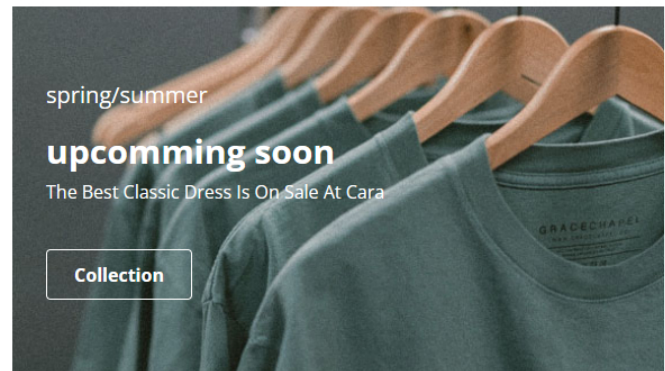 spring/summer
upcomming soon
The Best Classic Dress Is On Sale At Cara
Collection
GRACECHAPEL